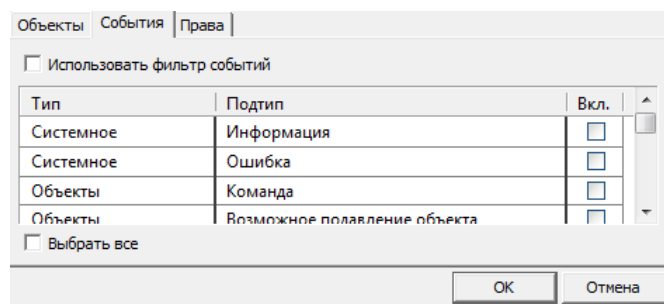 Объекты События Права
Использовать фильтр событий
Тип Подтип Вкл.
Системное Информация
Системное Ошибка
Объекты Команда
Объекты Возможное подавление объекта
Выбрать все
ОК Отмена